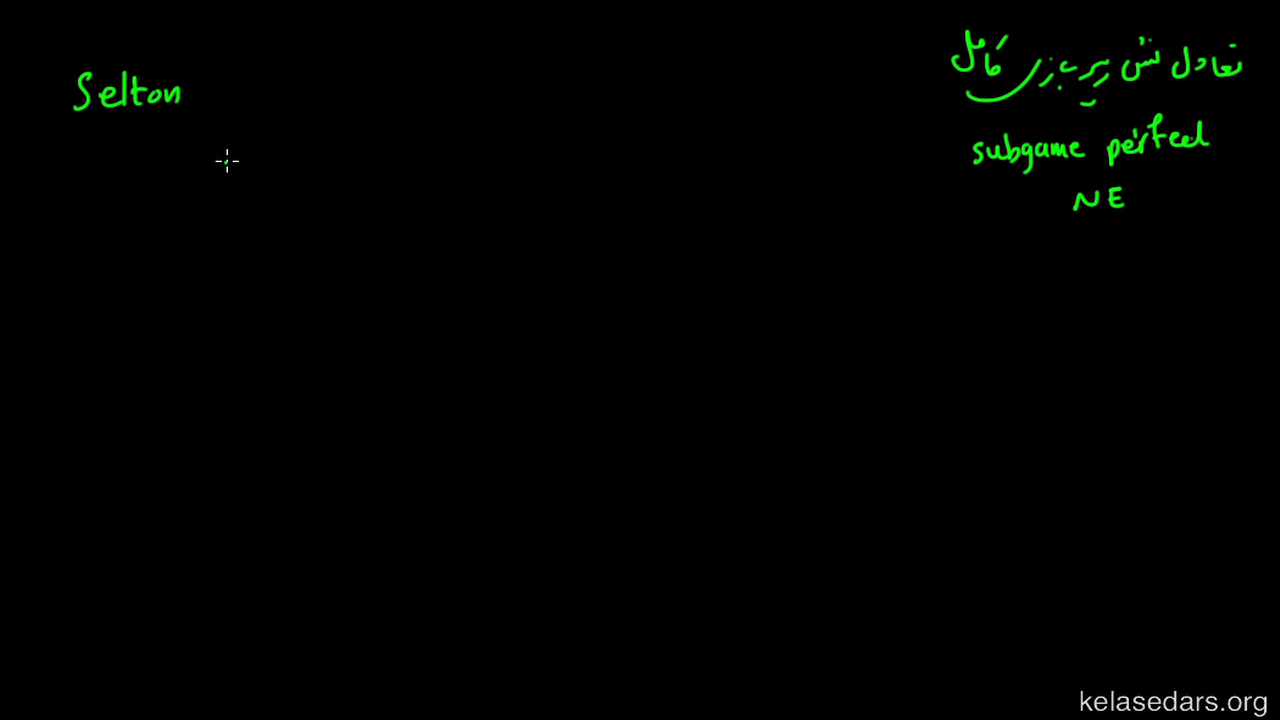 تعادل نش زیربازی کامل
subgame perfect
NE
Selton
kelasedars.org